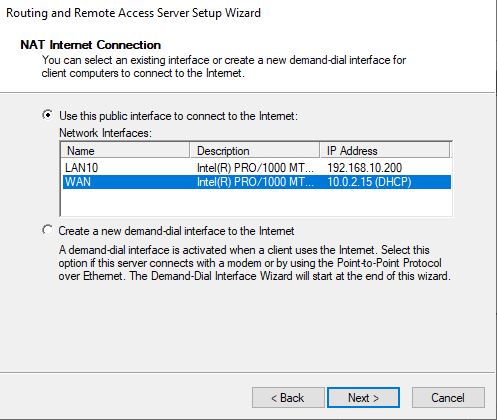 Routing and Remote Access Server Setup Wizard
NAT Internet Connection
You can select an existing interface or create a new demand-dial interface for
client computers to connect to the Internet.
Use this public interface to connect to the Internet:
Network Interfaces:
Name Description IP Address
LAN10 Intel(R) PRO/1000 MT... 192.168.10.200
WAN Intel(R) PRO/1000 MT... 10.0.2.15 (DHCP)
Create a new demand-dial interface to the Internet
A demand-dial interface is activated when a client uses the Internet. Select this
option if this server connects with a modem or by using the Point-to-Point Protocol
over Ethernet. The Demand-Dial Interface Wizard will start at the end of this wizard.
< Back Next > Cancel